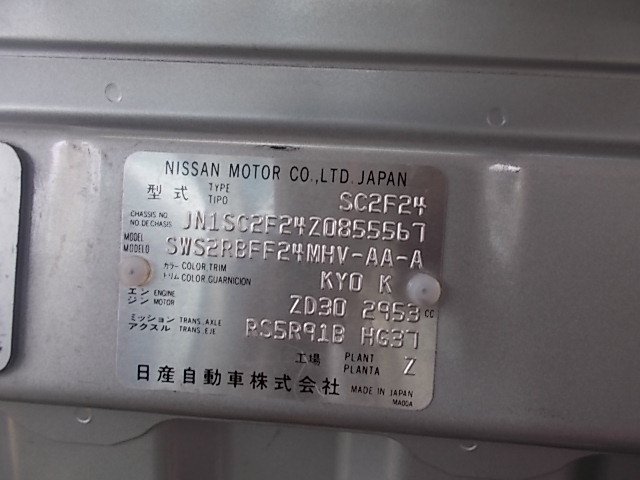 NISSAN MOTOR CO.,LTD. JAPAN
型式 TYPE TIPO SC2F24
CHASSIS NO. NO. DE CHASIS JN1SC2F24Z0855567
MODEL MODELO SWS2RBFF24MHV-AA-A
カラー COLOR, TRIM トリム COLOR, GUARNICION KY0 K
エンジン ENGINE MOTOR ZD30 2953 CC
ミッション TRANS., AXLE アクスル TRANS., EJE RS5R91B HG37
工場 PLANT PLANTA Z
日産自動車株式会社 MADE IN JAPAN
MA00A